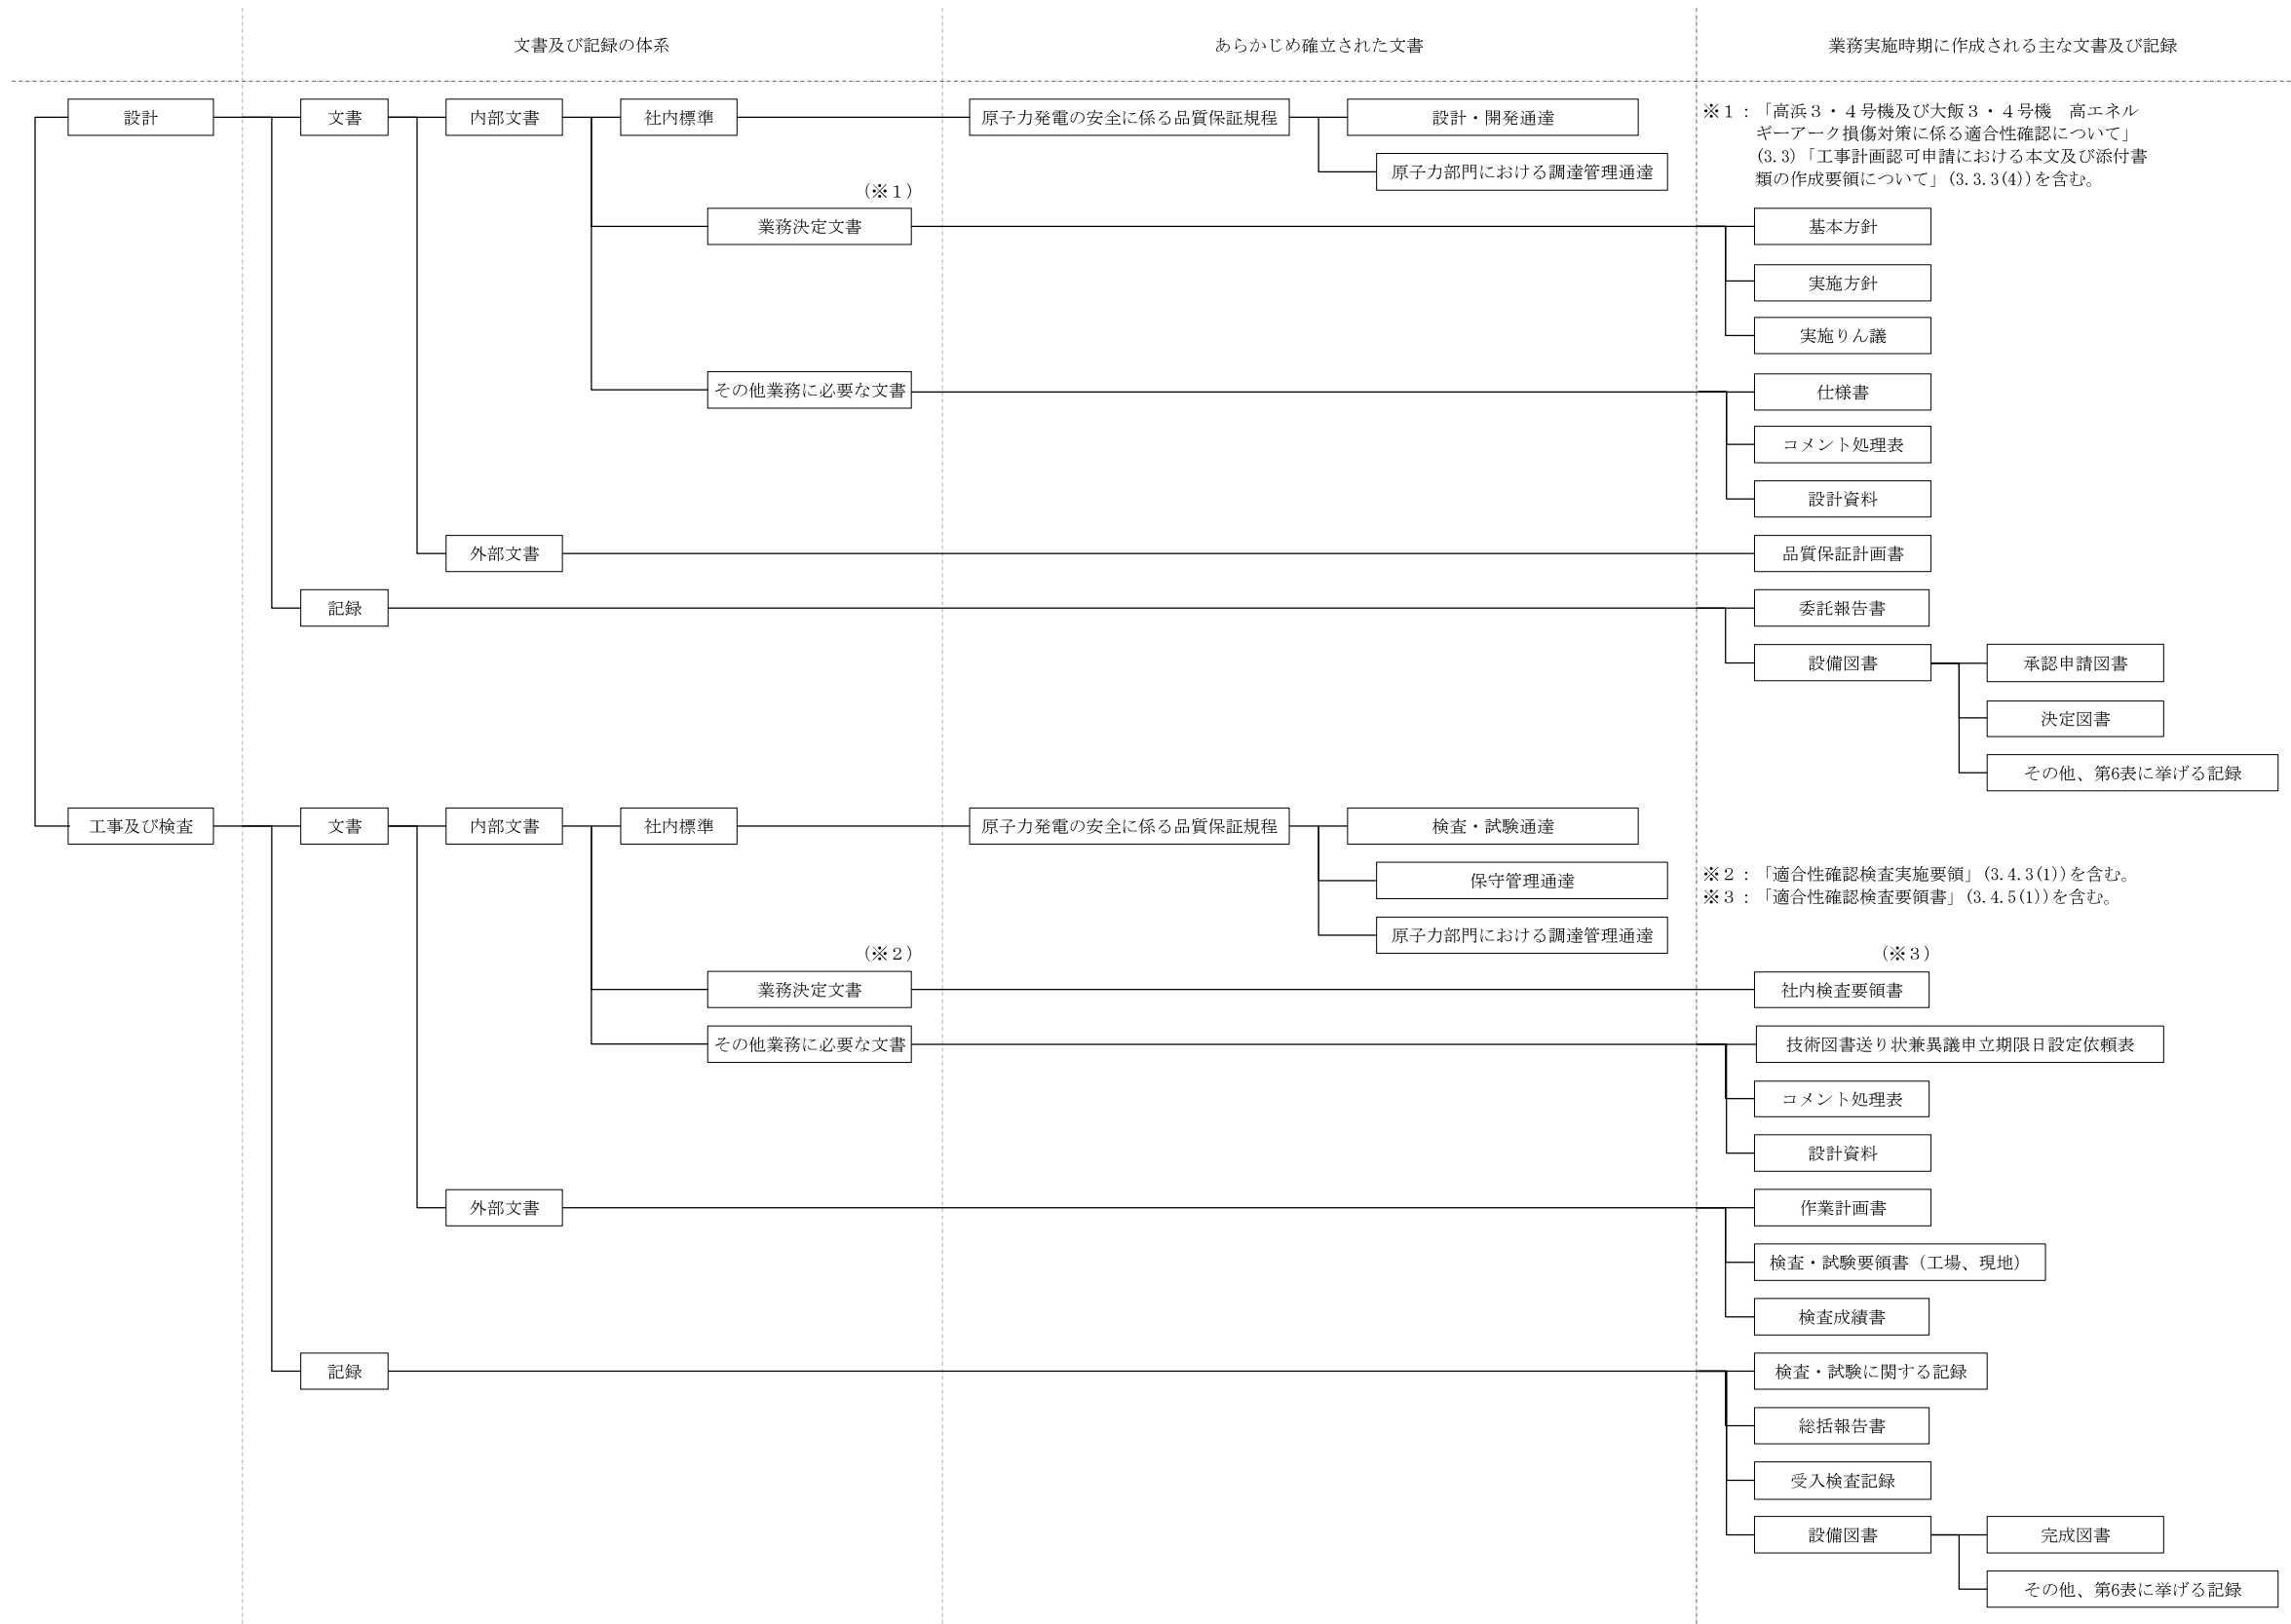 文書及び記録の体系
あらかじめ確立された文書
業務実施時期に作成される主な文書及び記録
設計
文書
内部文書
社内標準
原子力発電の安全に係る品質保証規程
設計・開発通達
※１：「高浜３・４号機及び大飯３・４号機　高エネル
ギーアーク損傷対策に係る適合性確認について」
(3.3)「工事計画認可申請における本文及び添付書
類の作成要領について」(3.3.3(4))を含む。
原子力部門における調達管理通達
（※１）
業務決定文書
基本方針
実施方針
実施りん議
その他業務に必要な文書
仕様書
コメント処理表
設計資料
外部文書
品質保証計画書
記録
委託報告書
設備図書
承認申請図書
決定図書
その他、第6表に挙げる記録
工事及び検査
文書
内部文書
社内標準
原子力発電の安全に係る品質保証規程
検査・試験通達
保守管理通達
※２：「適合性確認検査実施要領」(3.4.3(1))を含む。
※３：「適合性確認検査要領書」(3.4.5(1))を含む。
原子力部門における調達管理通達
（※２）
（※３）
業務決定文書
社内検査要領書
その他業務に必要な文書
技術図書送り状兼異議申立期限日設定依頼表
コメント処理表
設計資料
外部文書
作業計画書
検査・試験要領書（工場、現地）
検査成績書
記録
検査・試験に関する記録
総括報告書
受入検査記録
設備図書
完成図書
その他、第6表に挙げる記録